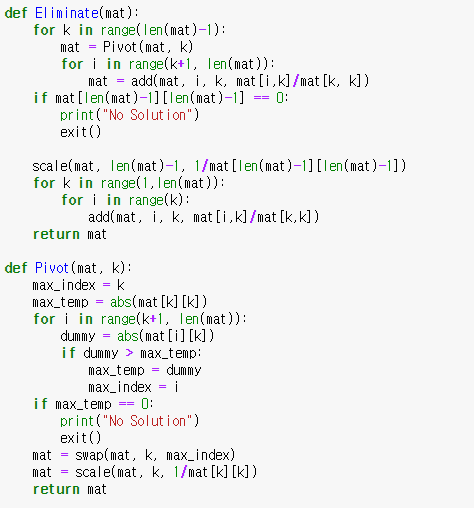 def Eliminate(mat):
    for k in range(len(mat)-1):
        mat = Pivot(mat, k)
        for i in range(k+1, len(mat)):
            mat = add(mat, i, k, mat[i,k]/mat[k, k])
    if mat[len(mat)-1][len(mat)-1] == 0:
        print("No Solution")
        exit()

    scale(mat, len(mat)-1, 1/mat[len(mat)-1][len(mat)-1])
    for k in range(1,len(mat)):
        for i in range(k):
            add(mat, i, k, mat[i,k]/mat[k,k])
    return mat

def Pivot(mat, k):
    max_index = k
    max_temp = abs(mat[k][k])
    for i in range(k+1, len(mat)):
        dummy = abs(mat[i][k])
        if dummy > max_temp:
            max_temp = dummy
            max_index = i
    if max_temp == 0:
        print("No Solution")
        exit()
    mat = swap(mat, k, max_index)
    mat = scale(mat, k, 1/mat[k][k])
    return mat